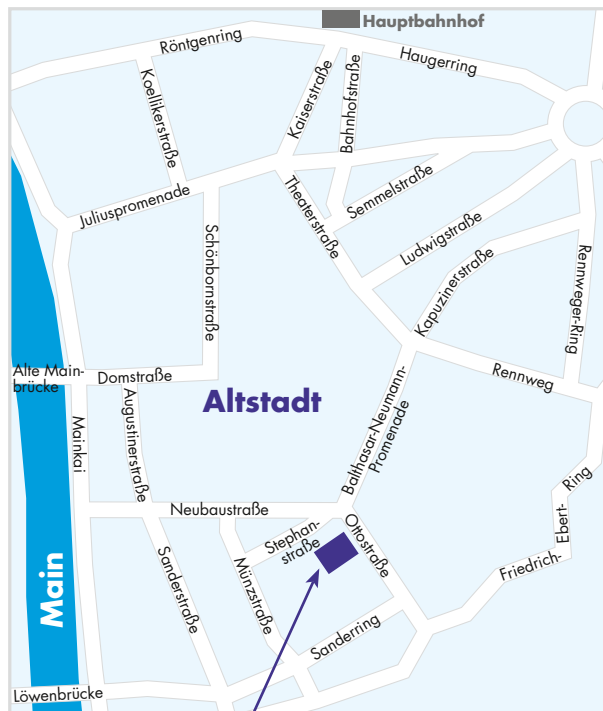 Hauptbahnhof
Röntgenring
Haugerring
Koellikerstraße
Kaiserstraße
Bahnhofstraße
Juliuspromenade
Theaterstraße
Semmelstraße
Schönbornstraße
Ludwigstraße
Kapuzinerstraße
Rennweger-Ring
Alte Main-
brücke
Domstraße
Rennweg
Altstadt
Augustinerstraße
Mainkai
Balthasar-Neumann-
Promenade
Neubaustraße
Stephan-
straße
Ottostraße
Friedrich-
Ebert-
Ring
Main
Sanderstraße
Münzstraße
Sanderring
Löwenbrücke